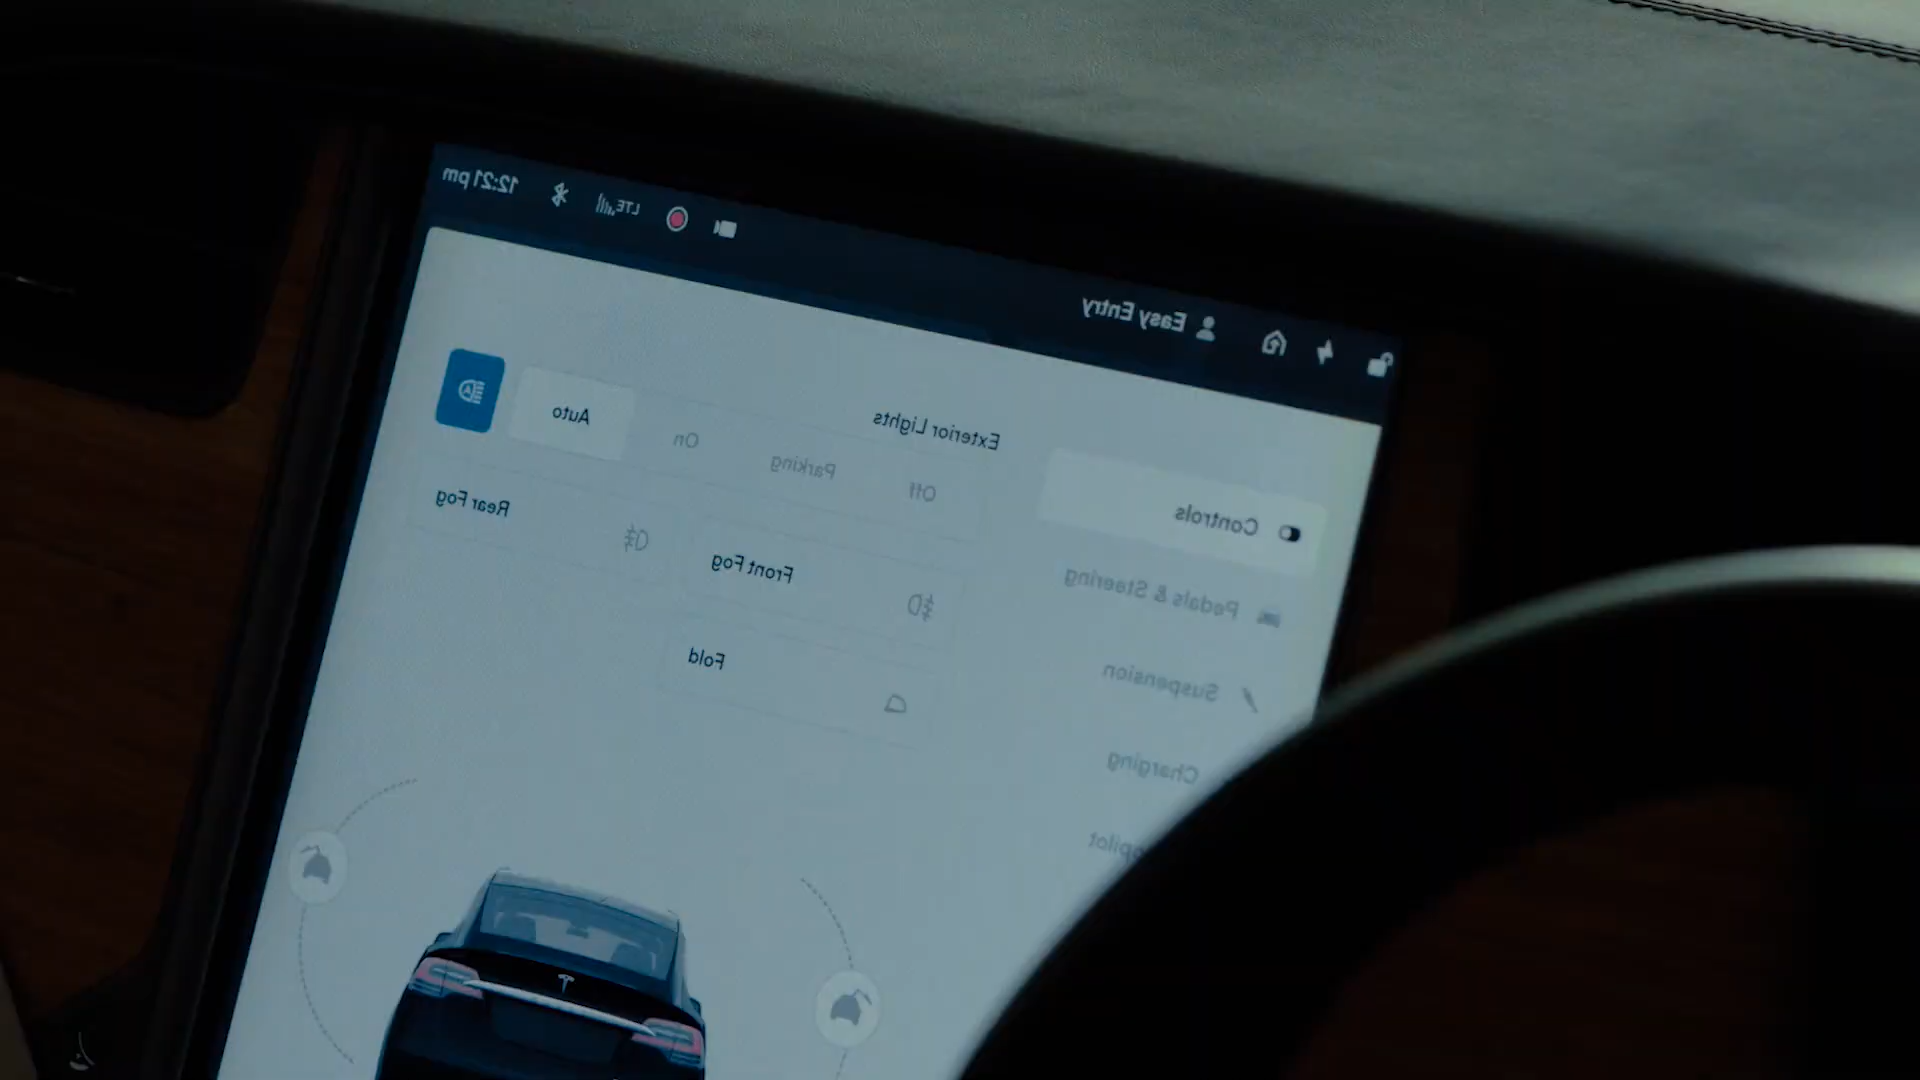 Easy Entry
LTE
12:21 pm
Controls
Pedals & Steering
Suspension
Charging
Exterior Lights
Off
Parking
On
Auto
Front Fog
Rear Fog
Fold